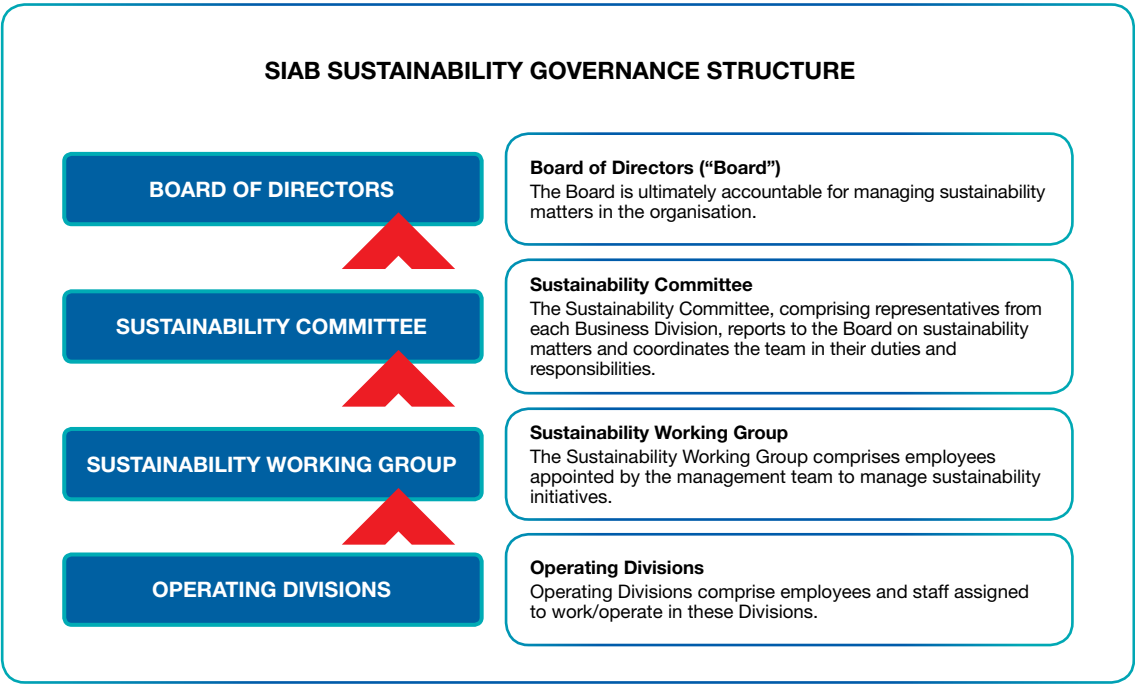 SIAB SUSTAINABILITY GOVERNANCE STRUCTURE
BOARD OF DIRECTORS
Board of Directors (“Board”)
The Board is ultimately accountable for managing sustainability
matters in the organisation.
SUSTAINABILITY COMMITTEE
Sustainability Committee
The Sustainability Committee, comprising representatives from
each Business Division, reports to the Board on sustainability
matters and coordinates the team in their duties and
responsibilities.
SUSTAINABILITY WORKING GROUP
Sustainability Working Group
The Sustainability Working Group comprises employees
appointed by the management team to manage sustainability
initiatives.
OPERATING DIVISIONS
Operating Divisions
Operating Divisions comprise employees and staff assigned
to work/operate in these Divisions.